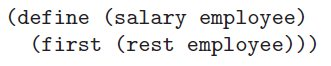 (define (salary employee)
  (first (rest employee)))